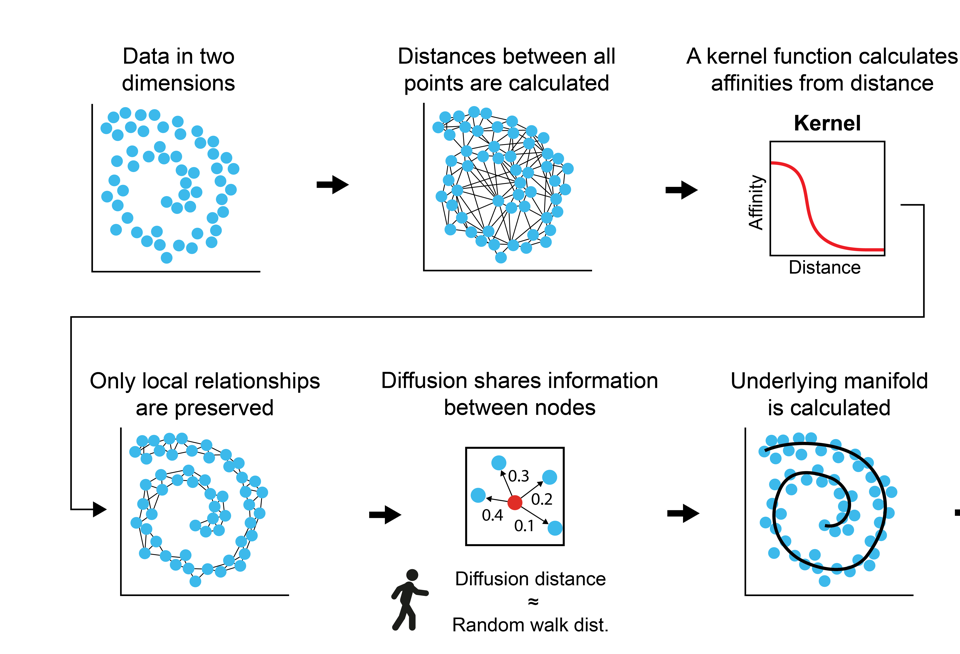 Data in two
dimensions
Distances between all
points are calculated
A kernel function calculates
affinities from distance
Kernel
Affinity
Distance
Only local relationships
are preserved
Diffusion shares information
between nodes
0.3
0.2
0.4
0.1
Diffusion distance
≈
Random walk dist.
Underlying manifold
is calculated